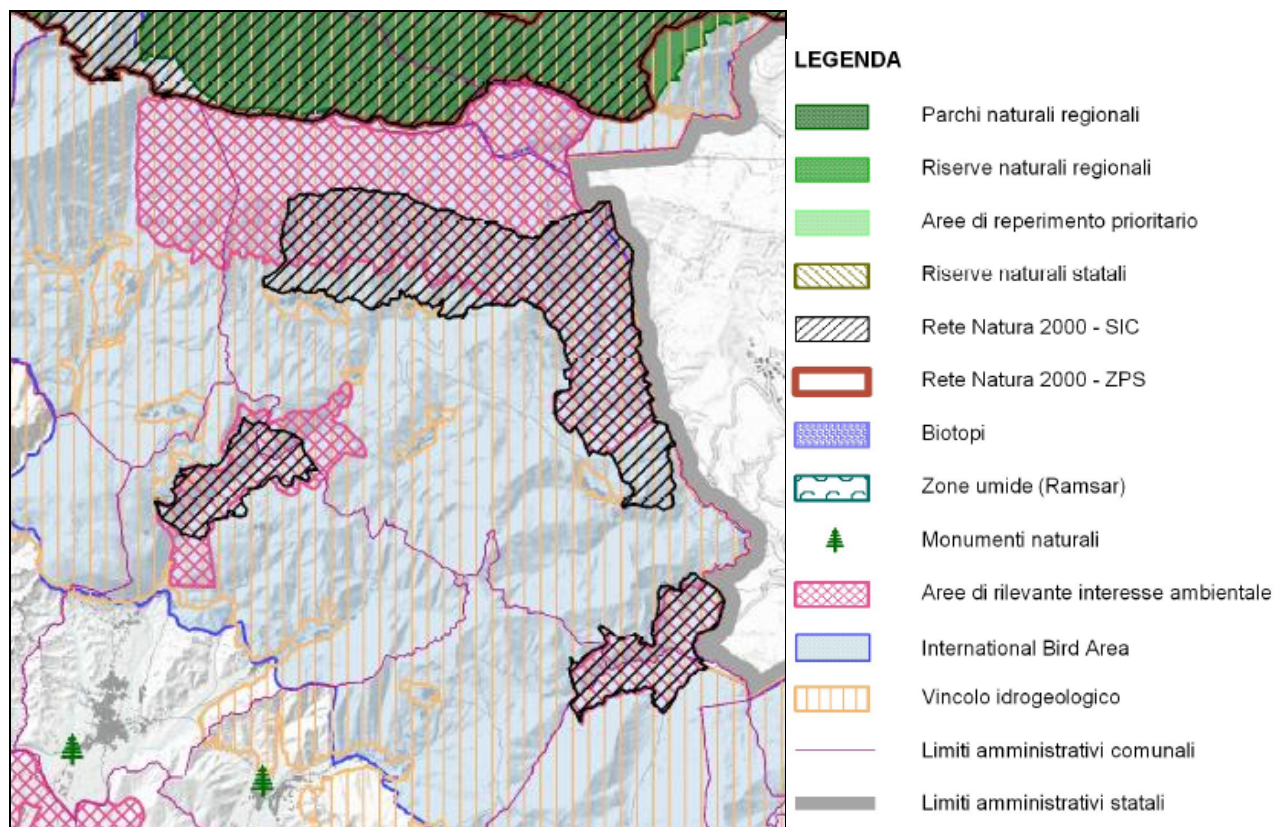 LEGENDA
Parchi naturali regionali
Riserve naturali regionali
Aree di reperimento prioritario
Riserve naturali statali
Rete Natura 2000 - SIC
Rete Natura 2000 - ZPS
Biotopi
Zone umide (Ramsar)
Monumenti naturali
Aree di rilevante interesse ambientale
International Bird Area
Vincolo idrogeologico
Limiti amministrativi comunali
Limiti amministrativi statali